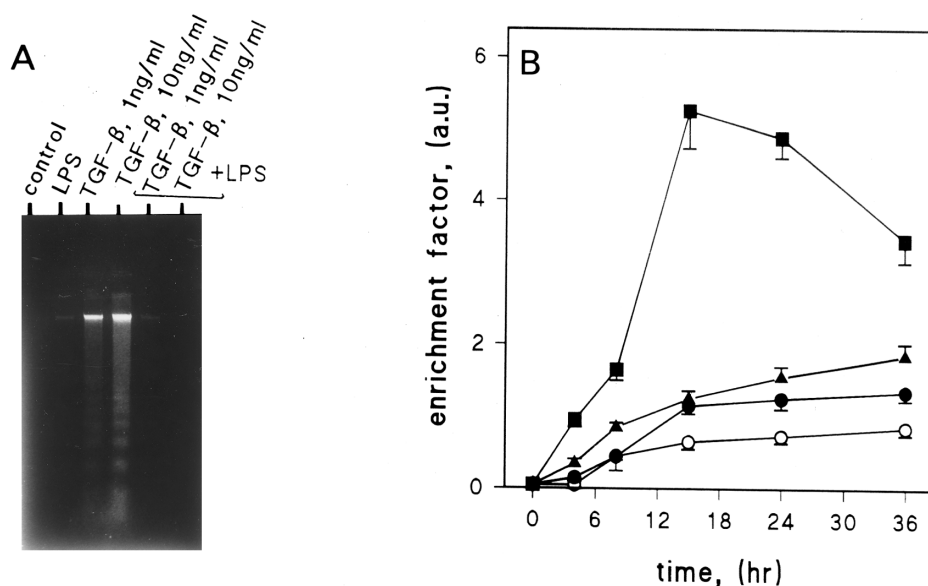 A
control
LPS
TGF-β, 1ng/ml
TGF-β, 10ng/ml
TGF-β, 1ng/ml
TGF-β, 10ng/ml
+LPS
B
enrichment factor, (a.u.)
6
4
2
0
0 6 12 18 24 30 36
time, (hr)